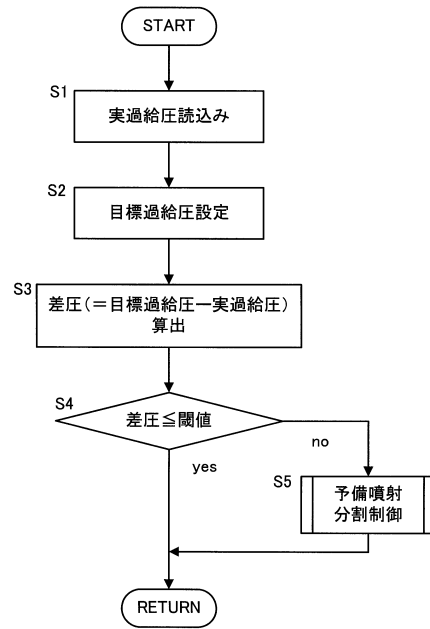 START
S1
実過給圧読込み
S2
目標過給圧設定
S3
差圧(=目標過給圧ー実過給圧)
算出
S4
差圧≦閾値
no
yes
S5
予備噴射
分割制御
RETURN